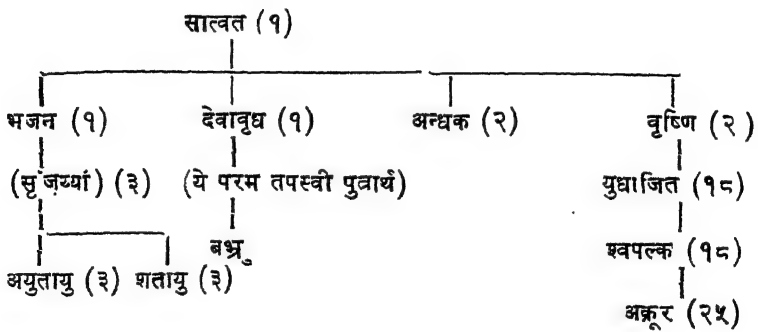 सात्वत (१)
भजन (१) देवावृध (१) अन्धक (२) वृष्णि (२)
(सृंजय्यां) (३) (ये परम तपस्वी पुत्रार्थ) युधाजित (१८)
श्वपल्क (१८)
बभ्रु
अयुतायु (३) शतायु (३)
अक्रूर (२५)